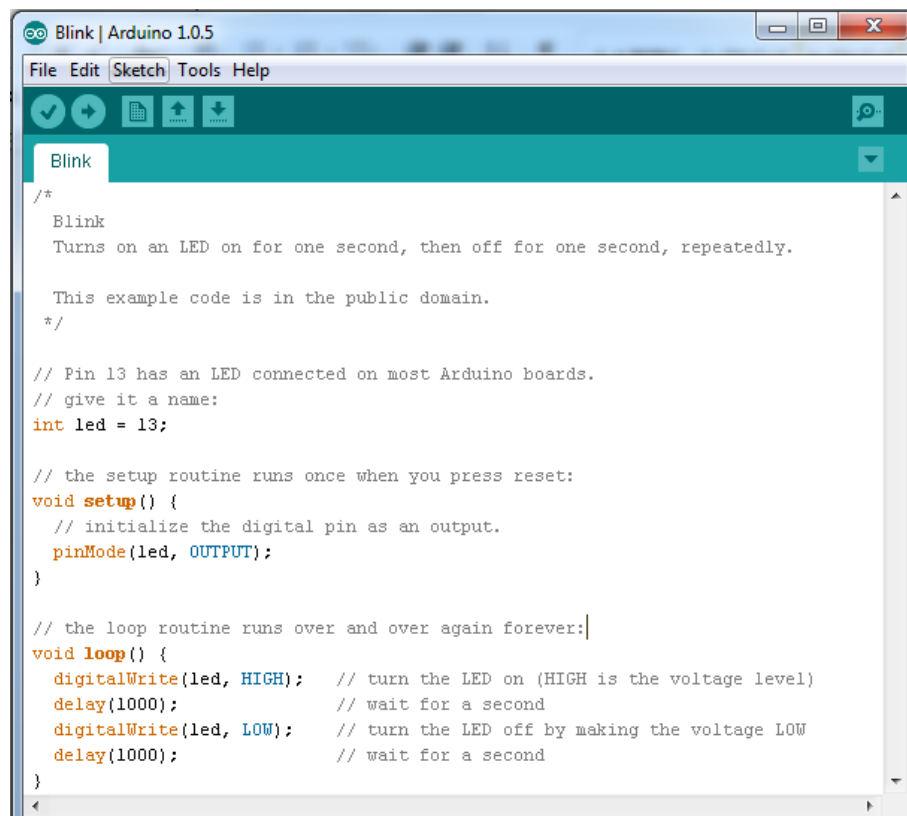 Blink | Arduino 1.0.5
File Edit Sketch Tools Help
Blink
/*
  Blink
  Turns on an LED on for one second, then off for one second, repeatedly.

  This example code is in the public domain.
 */

// Pin 13 has an LED connected on most Arduino boards.
// give it a name:
int led = 13;

// the setup routine runs once when you press reset:
void setup() {
  // initialize the digital pin as an output.
  pinMode(led, OUTPUT);
}

// the loop routine runs over and over again forever:
void loop() {
  digitalWrite(led, HIGH);   // turn the LED on (HIGH is the voltage level)
  delay(1000);               // wait for a second
  digitalWrite(led, LOW);    // turn the LED off by making the voltage LOW
  delay(1000);               // wait for a second
}